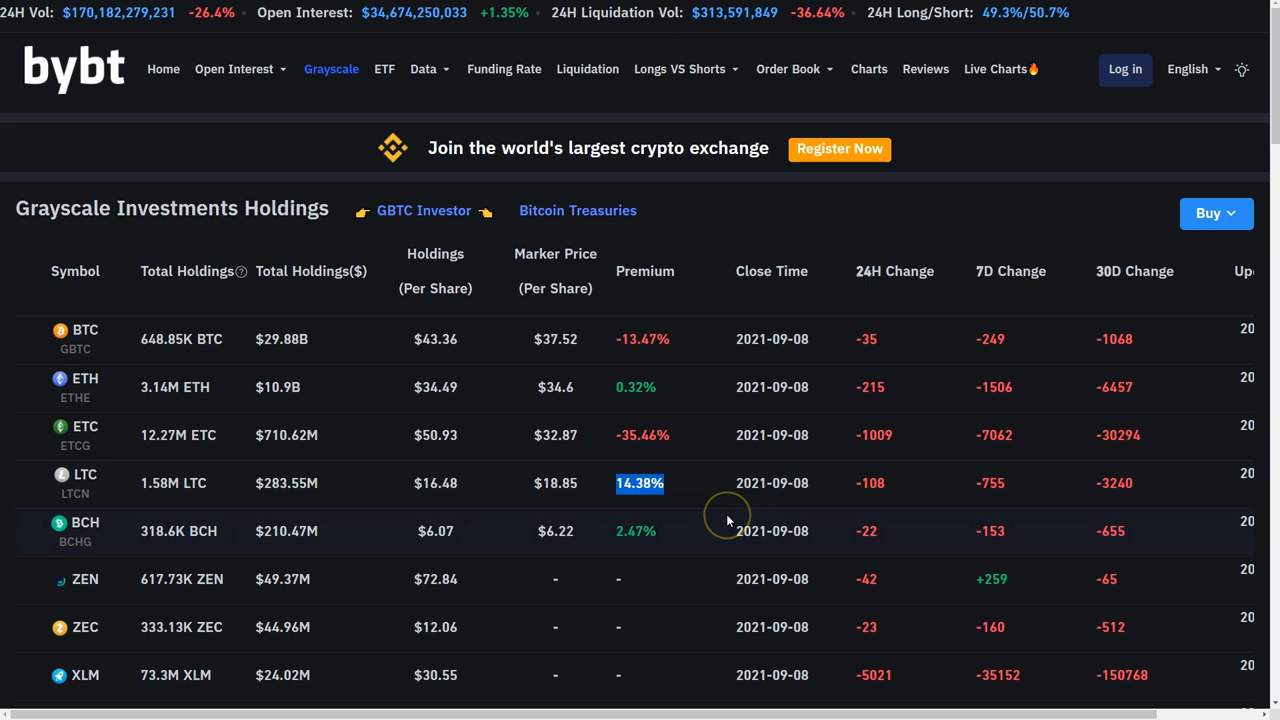 24H Vol: $170,182,279,231 -26.4% · Open Interest: $34,674,250,033 +1.35% · 24H Liquidation Vol: $313,591,849 -36.64% · 24H Long/Short: 49.3%/50.7%
bybt Home Open Interest Grayscale ETF Data Funding Rate Liquidation Longs VS Shorts Order Book Charts Reviews Live Charts🔥 Log in English
Join the world's largest crypto exchange Register Now
Grayscale Investments Holdings 👉 GBTC Investor 👈 Bitcoin Treasuries Buy
Symbol Total Holdings Total Holdings($) Holdings (Per Share) Marker Price (Per Share) Premium Close Time 24H Change 7D Change 30D Change Up
BTC GBTC 648.85K BTC $29.88B $43.36 $37.52 -13.47% 2021-09-08 -35 -249 -1068 20
ETH ETHE 3.14M ETH $10.9B $34.49 $34.6 0.32% 2021-09-08 -215 -1506 -6457 20
ETC ETCG 12.27M ETC $710.62M $50.93 $32.87 -35.46% 2021-09-08 -1009 -7062 -30294 20
LTC LTCN 1.58M LTC $283.55M $16.48 $18.85 14.38% 2021-09-08 -108 -755 -3240 20
BCH BCHG 318.6K BCH $210.47M $6.07 $6.22 2.47% 2021-09-08 -22 -153 -655 20
ZEN 617.73K ZEN $49.37M $72.84 - - 2021-09-08 -42 +259 -65 20
ZEC 333.13K ZEC $44.96M $12.06 - - 2021-09-08 -23 -160 -512 20
XLM 73.3M XLM $24.02M $30.55 - - 2021-09-08 -5021 -35152 -150768 20